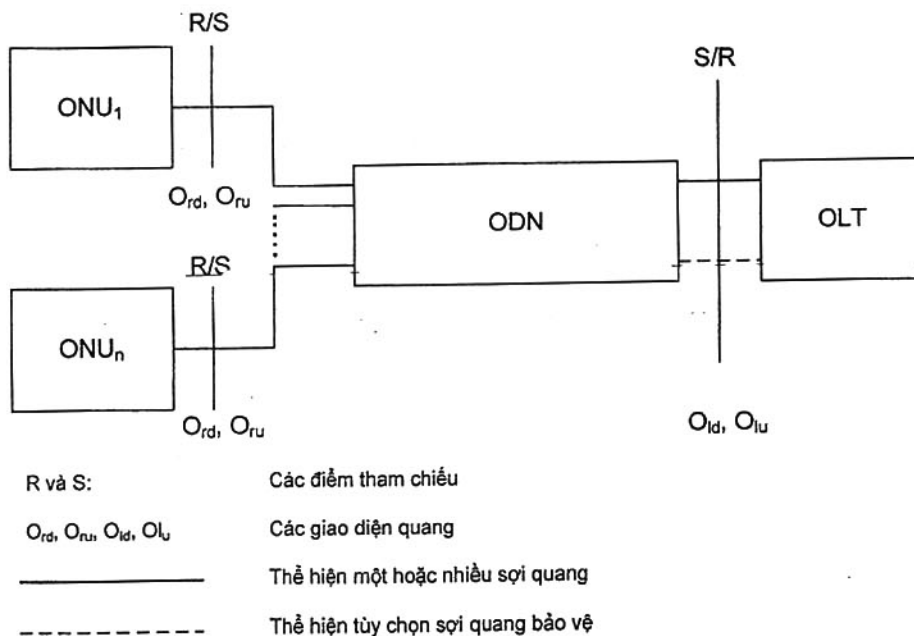 R/S
S/R
ONU₁
Oᵣd, Oᵣᵤ
ODN
OLT
R/S
ONUₙ
Oᵣd, Oᵣᵤ
Oₗd, Oₗᵤ
R và S: Các điểm tham chiếu
Oᵣd, Oᵣᵤ, Oₗd, Olᵤ Các giao diện quang
Thể hiện một hoặc nhiều sợi quang
Thể hiện tùy chọn sợi quang bảo vệ